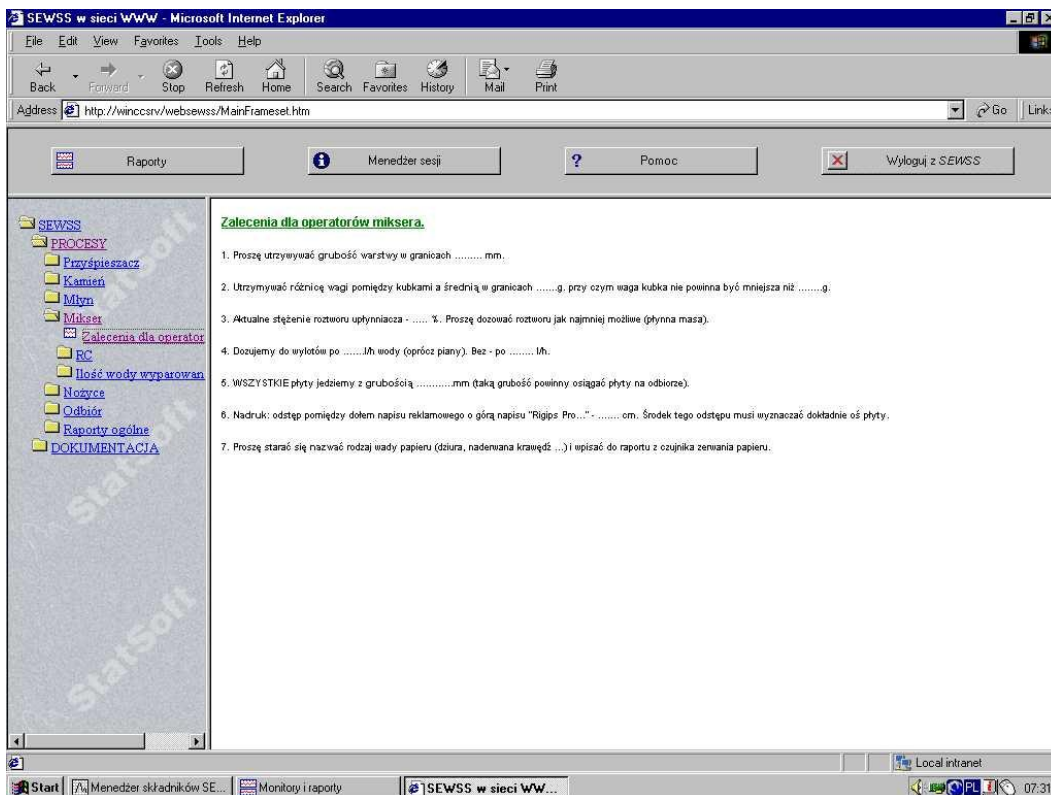 SEWSS w sieci WWW - Microsoft Internet Explorer
File Edit View Favorites Tools Help
Back Forward Stop Refresh Home Search Favorites History Mail Print
Address http://winccsrv/websewss/MainFrameset.htm Go Links
Raporty Menedżer sesji Pomoc Wyloguj z SEWSS
SEWSS
PROCESY
Przyśpieszacz
Kamień
Młyn
Mikser
Zalecenia dla operator
RC
Ilość wody wyparowan
Nożyce
Odbiór
Raporty ogólne
DOKUMENTACJA
StatSoft
StatSoft
StatSoft
Zalecenia dla operatorów miksera.
1. Proszę utrzywywać grubość warstwy w granicach ......... mm.
2. Utrzymywać różnicę wagi pomiędzy kubkami a średnią w granicach .......g. przy czym waga kubka nie powinna być mniejsza niż ........g.
3. Aktualne stężenie roztworu upłynniacza - ..... %. Proszę dozować roztworu jak najmniej możliwe (płynna masa).
4. Dozujemy do wylotów po .......l/h wody (oprócz piany). Bez - po ........ l/h.
5. WSZYSTKIE płyty jedziemy z grubością ...........mm (taką grubość powinny osiągać płyty na odbiorze).
6. Nadruk: odstęp pomiędzy dołem napisu reklamowego o górą napisu "Rigips Pro..." - ....... cm. Środek tego odstępu musi wyznaczać dokładnie oś płyty.
7. Proszę starać się nazwać rodzaj wady papieru (dziura, naderwana krawędź ...) i wpisać do raportu z czujnika zerwania papieru.
Local intranet
Start Menedżer składników SE... Monitory i raporty SEWSS w sieci WW... PL 07:31